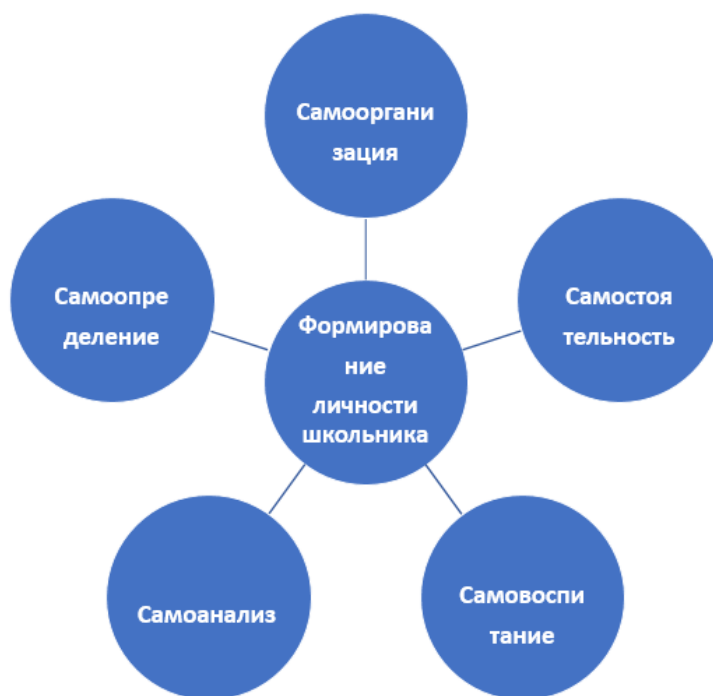 Самооргани
зация
Самоопре
деление
Самостоя
тельность
Формирова
ние
личности
школьника
Самоанализ
Самовоспи
тание